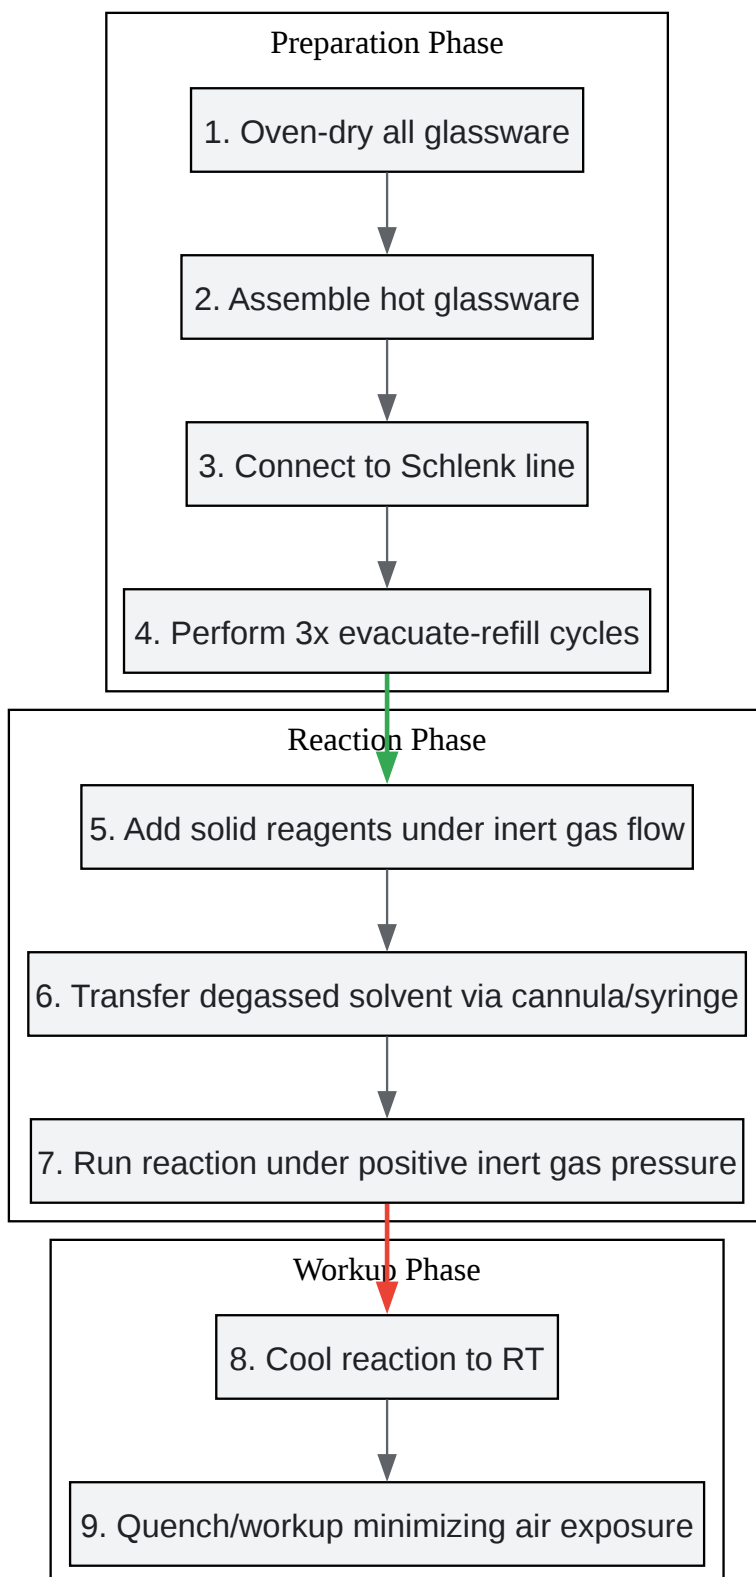 Preparation Phase
1. Oven-dry all glassware
2. Assemble hot glassware
3. Connect to Schlenk line
4. Perform 3x evacuate-refill cycles
Reaction Phase
5. Add solid reagents under inert gas flow
6. Transfer degassed solvent via cannula/syringe
7. Run reaction under positive inert gas pressure
Workup Phase
8. Cool reaction to RT
9. Quench/workup minimizing air exposure